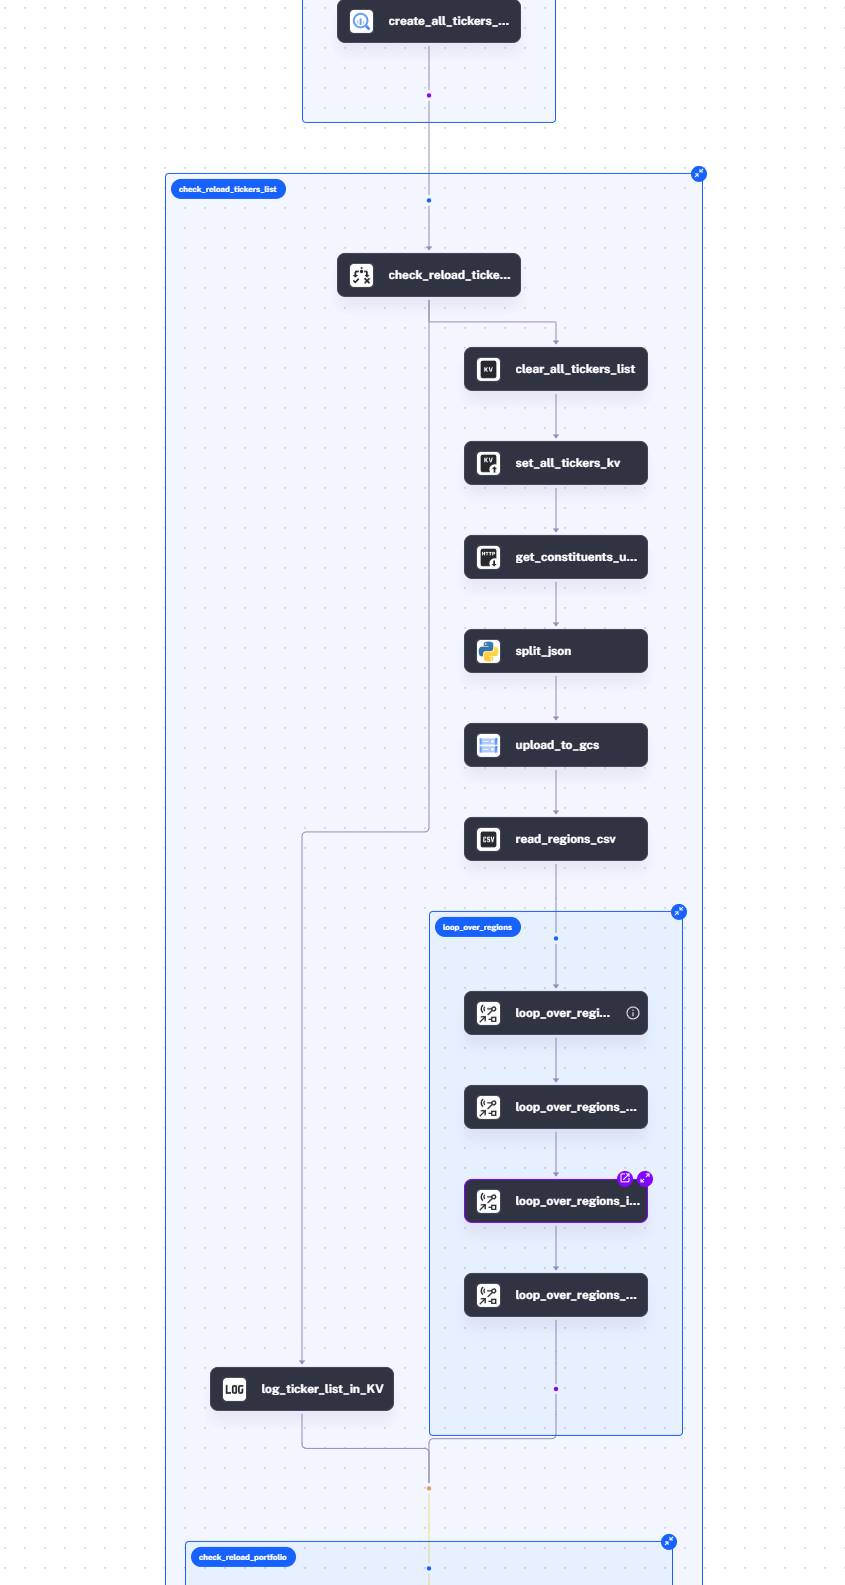 create_all_tickers_...
check_reload_tickers_list
check_reload_ticke...
KV
clear_all_tickers_list
KV
set_all_tickers_kv
HTTP
get_constituents_u...
split_json
upload_to_gcs
CSV
read_regions_csv
loop_over_regions
loop_over_regi...
loop_over_regions_...
loop_over_regions_i...
loop_over_regions_...
LOG
log_ticker_list_in_KV
check_reload_portfolio